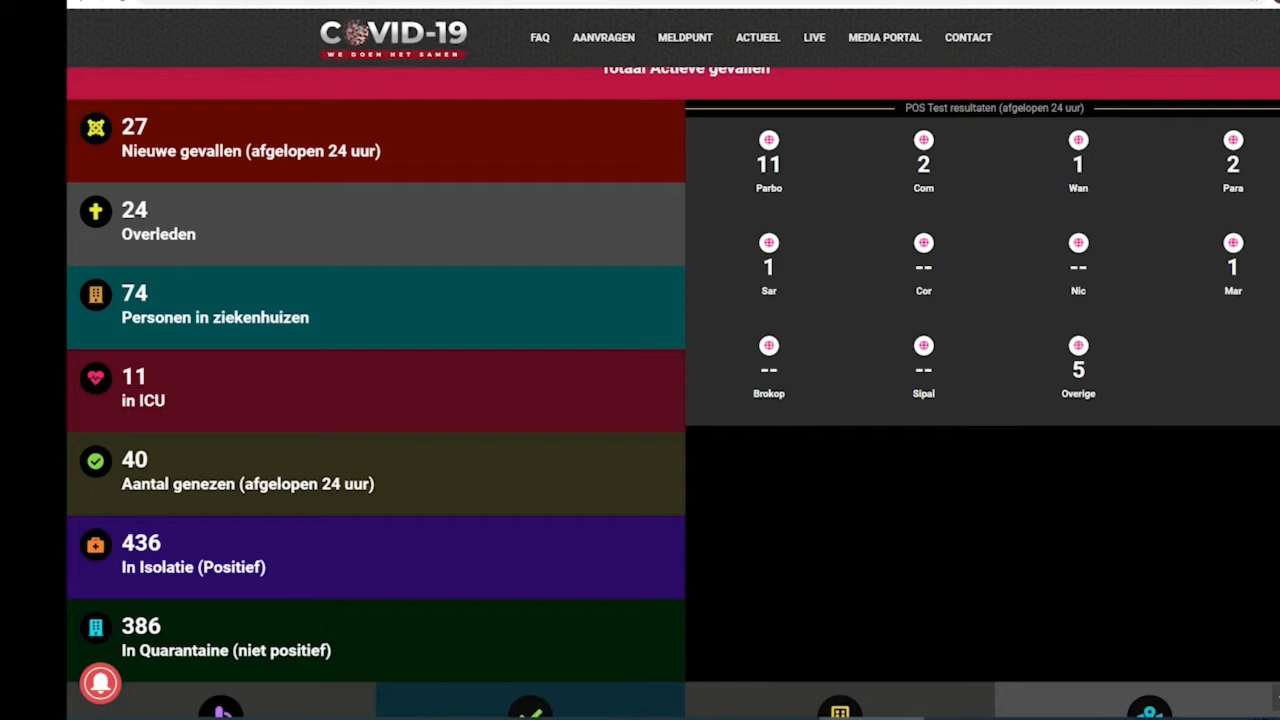 COVID-19
WE DOEN HET SAMEN
FAQ
AANVRAGEN
MELDPUNT
ACTUEEL
LIVE
MEDIA PORTAL
CONTACT
Totaal Actieve gevallen
27
Nieuwe gevallen (afgelopen 24 uur)
24
Overleden
74
Personen in ziekenhuizen
11
in ICU
40
Aantal genezen (afgelopen 24 uur)
436
In Isolatie (Positief)
386
In Quarantaine (niet positief)
POS Test resultaten (afgelopen 24 uur)
11
Parbo
2
Com
1
Wan
2
Para
1
Sar
--
Cor
--
Nic
1
Mar
--
Brokop
--
Sipal
5
Overige